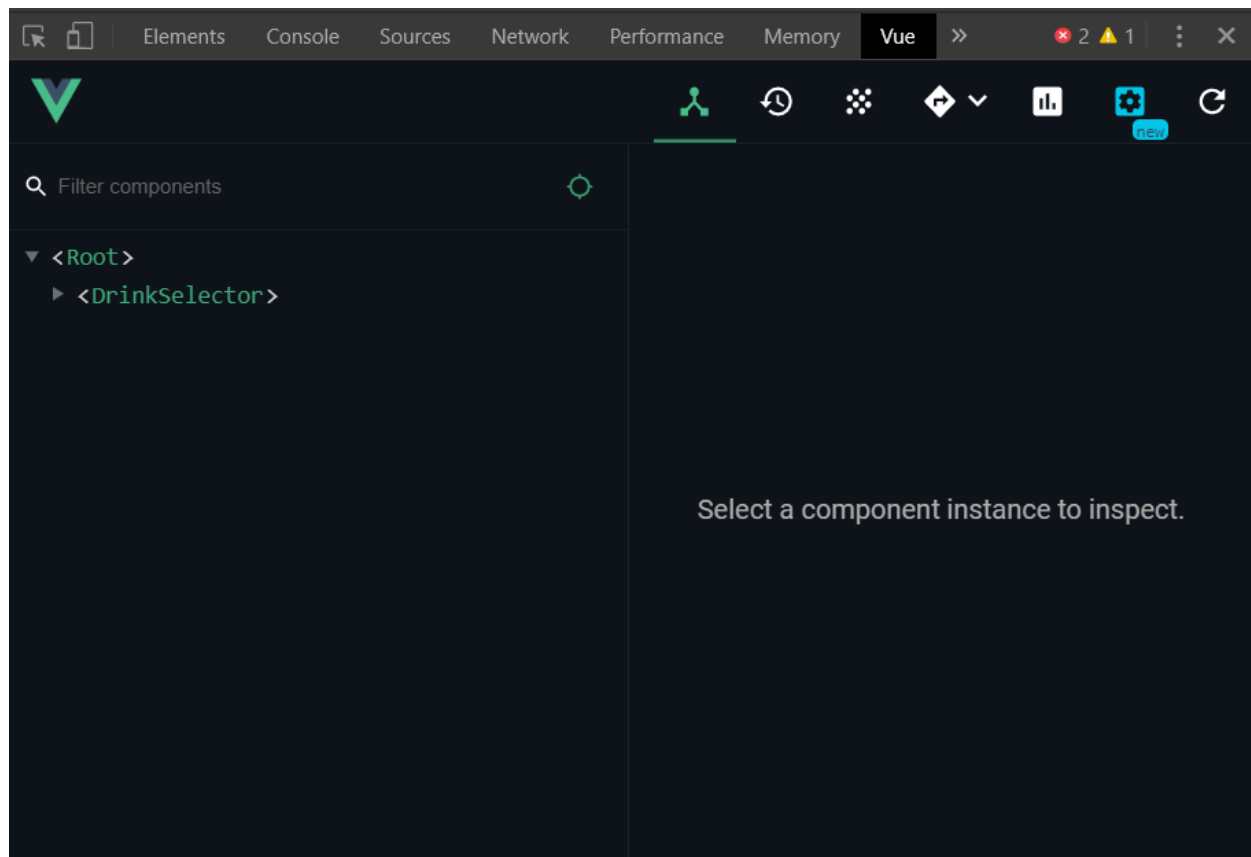 Elements Console Sources Network Performance Memory Vue » 2 1
new
Filter components
<Root>
<DrinkSelector>
Select a component instance to inspect.